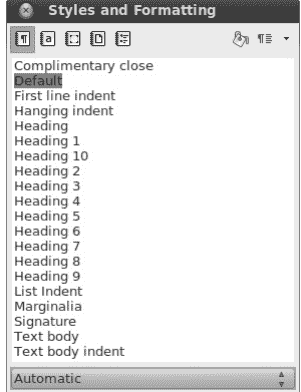 Styles and Formatting
Complimentary close
Default
First line indent
Hanging indent
Heading
Heading 1
Heading 10
Heading 2
Heading 3
Heading 4
Heading 5
Heading 6
Heading 7
Heading 8
Heading 9
List Indent
Marginalia
Signature
Text body
Text body indent
Automatic